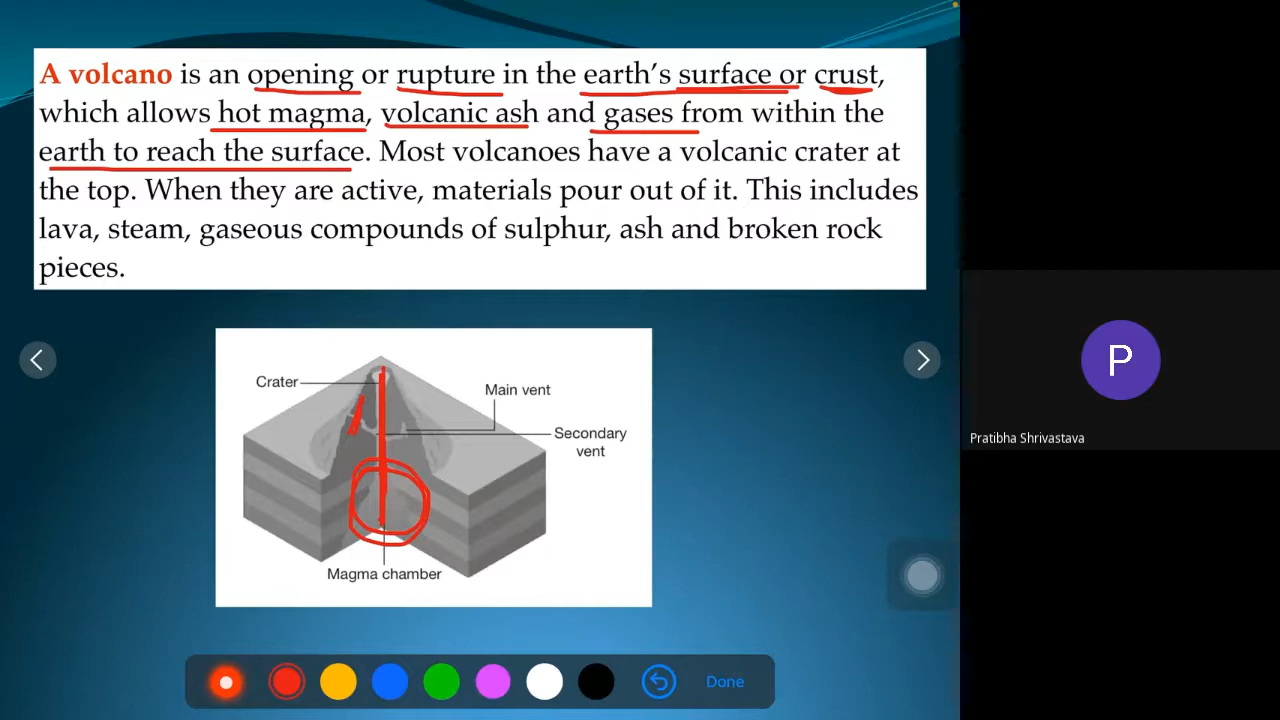 A volcano is an opening or rupture in the earth's surface or crust,
which allows hot magma, volcanic ash and gases from within the
earth to reach the surface. Most volcanoes have a volcanic crater at
the top. When they are active, materials pour out of it. This includes
lava, steam, gaseous compounds of sulphur, ash and broken rock
pieces.
Crater
Main vent
Secondary
vent
Magma chamber
P
Pratibha Shrivastava
Done